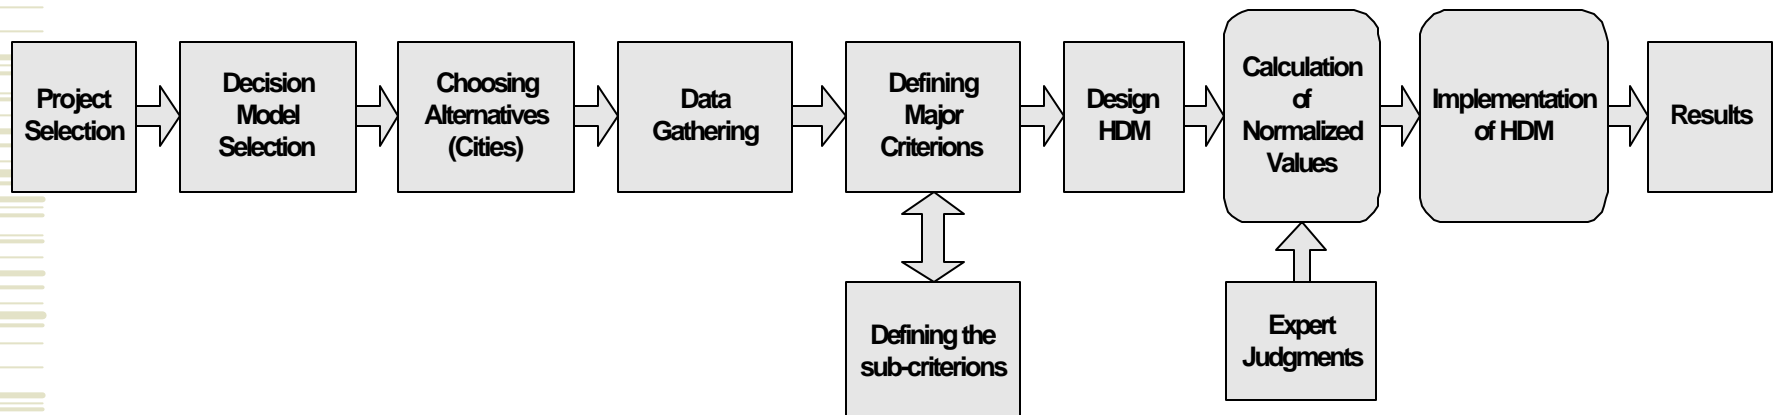 Project
Selection
Decision
Model
Selection
Choosing
Alternatives
(Cities)
Data
Gathering
Defining
Major
Criterions
Design
HDM
Calculation
of
Normalized
Values
Implementation
of HDM
Results
Defining the
sub-criterions
Expert
Judgments